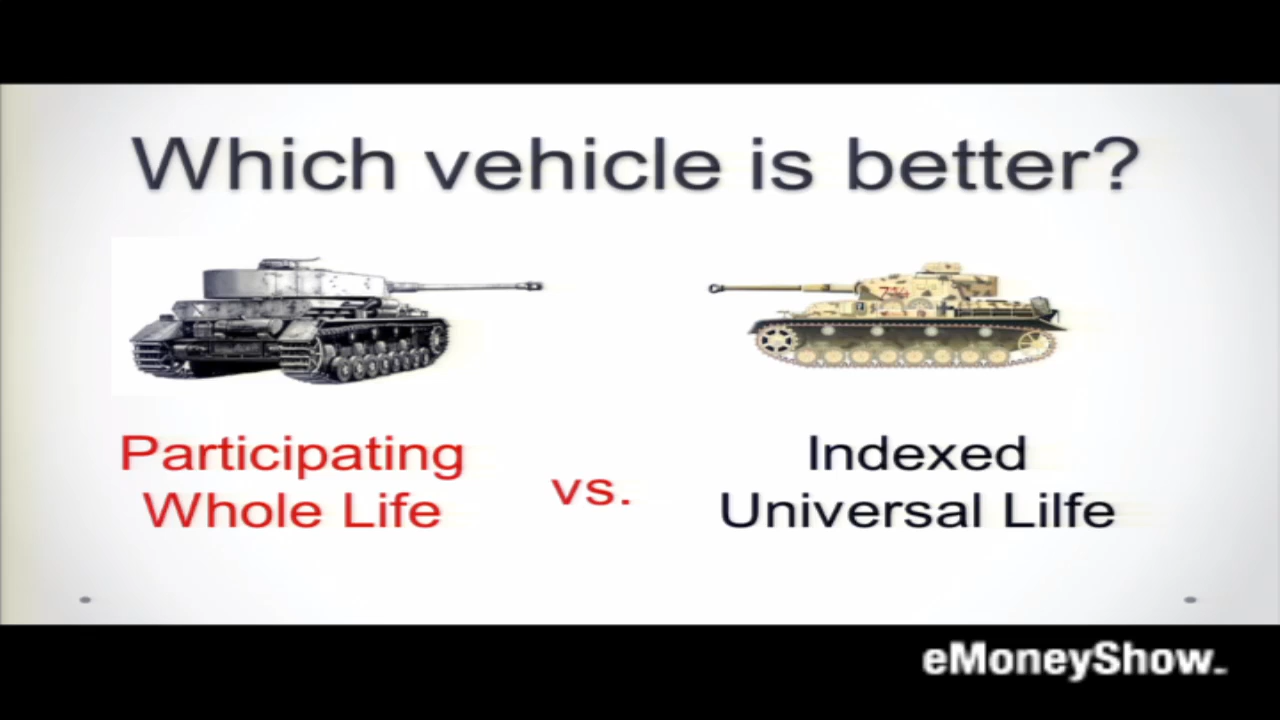 Which vehicle is better?
Participating
Whole Life
vs.
Indexed
Universal Lilfe
eMoneyShow